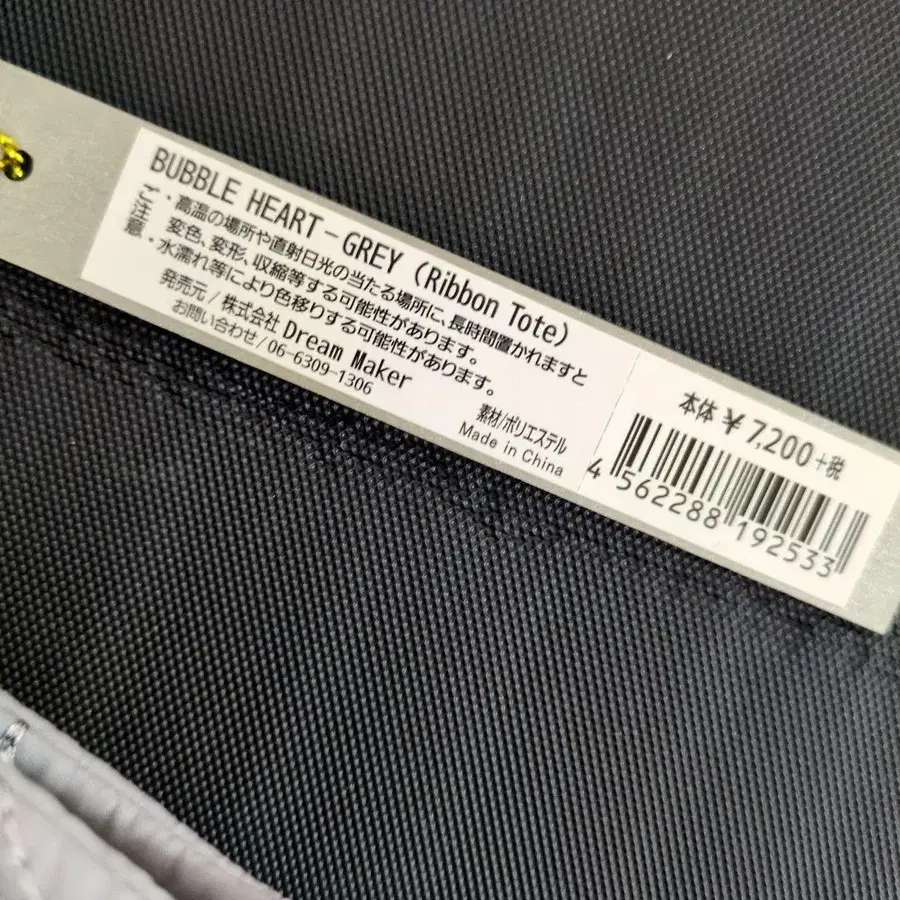 BUBBLE HEART－GREY (Ribbon Tote)
ご注意
・高温の場所や直射日光の当たる場所に、長時間置かれますと
変色、変形、収縮等する可能性があります。
・水濡れ等により色移りする可能性があります。
発売元/株式会社 Dream Maker
お問い合わせ/06-6309-1306
素材/ポリエステル
Made in China
本体 ¥7,200+税
4 562288 192533